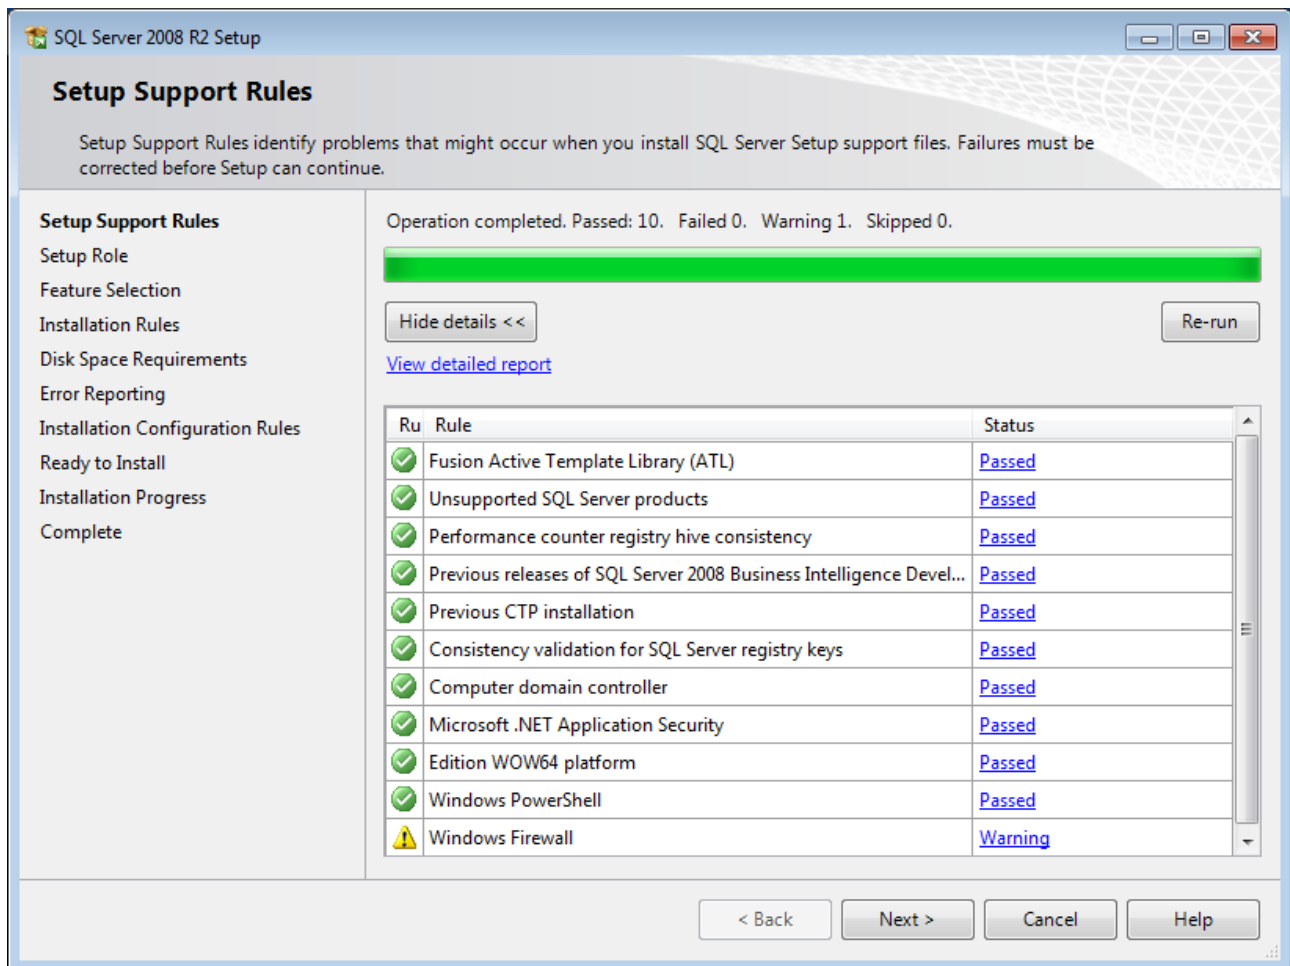 SQL Server 2008 R2 Setup
Setup Support Rules
Setup Support Rules identify problems that might occur when you install SQL Server Setup support files. Failures must be
corrected before Setup can continue.
Setup Support Rules
Setup Role
Feature Selection
Installation Rules
Disk Space Requirements
Error Reporting
Installation Configuration Rules
Ready to Install
Installation Progress
Complete
Operation completed. Passed: 10. Failed 0. Warning 1. Skipped 0.
Hide details <<
Re-run
View detailed report
Ru Rule Status
Fusion Active Template Library (ATL) Passed
Unsupported SQL Server products Passed
Performance counter registry hive consistency Passed
Previous releases of SQL Server 2008 Business Intelligence Devel... Passed
Previous CTP installation Passed
Consistency validation for SQL Server registry keys Passed
Computer domain controller Passed
Microsoft .NET Application Security Passed
Edition WOW64 platform Passed
Windows PowerShell Passed
Windows Firewall Warning
< Back Next > Cancel Help